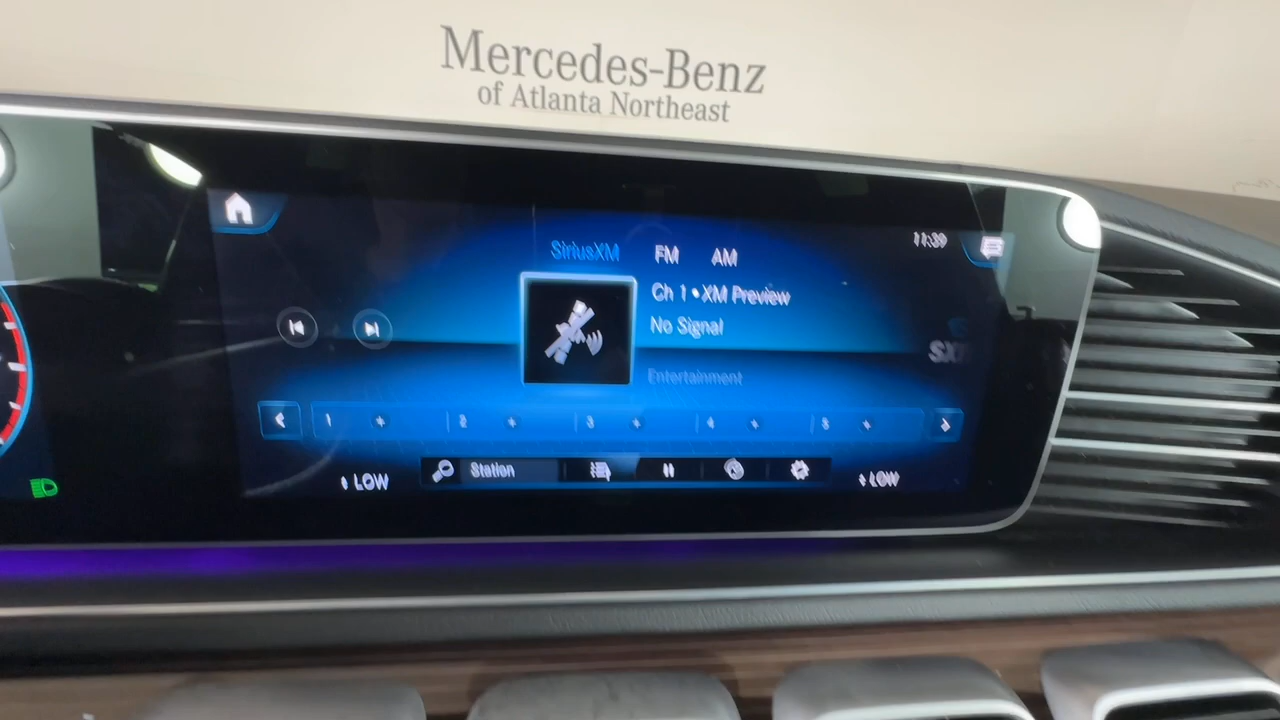 Mercedes-Benz
of Atlanta Northeast
11:39
SiriusXM FM AM
Ch 1 • XM Preview
No Signal
Entertainment
1 2 3 4 5
Station
LOW LOW